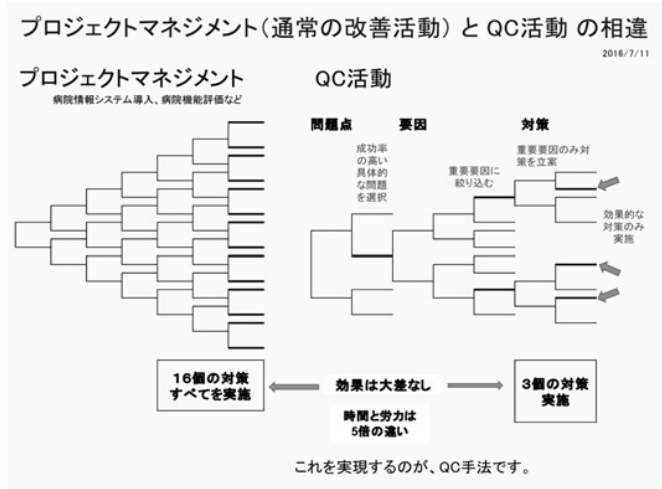 プロジェクトマネジメント(通常の改善活動) と QC活動 の相違
2016/7/11
プロジェクトマネジメント
病院情報システム導入、病院機能評価など
QC活動
問題点
要因
対策
成功率
の高い
具体的
な問題
を選択
重要要因に
絞り込む
重要要因のみ対
策を立案
効果的な
対策のみ
実施
16個の対策
すべてを実施
効果は大差なし
時間と労力は
5倍の違い
3個の対策
実施
これを実現するのが、QC手法です。